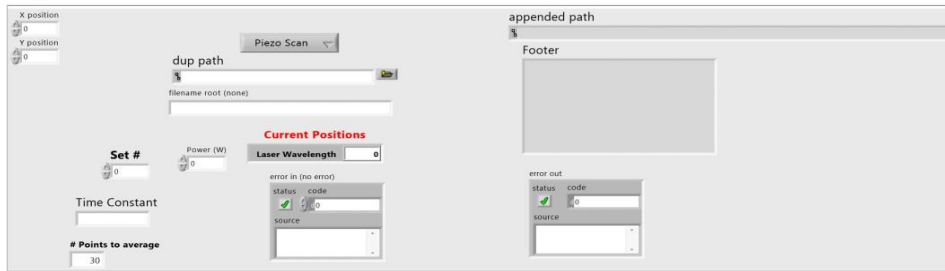 X position
0
Y position
0
Piezo Scan
dup path
filename root (none)
Current Positions
Laser Wavelength 0
Set #
0
Power (W)
0
Time Constant
# Points to average
30
error in (no error)
status code
0
source
appended path
Footer
error out
status code
0
source